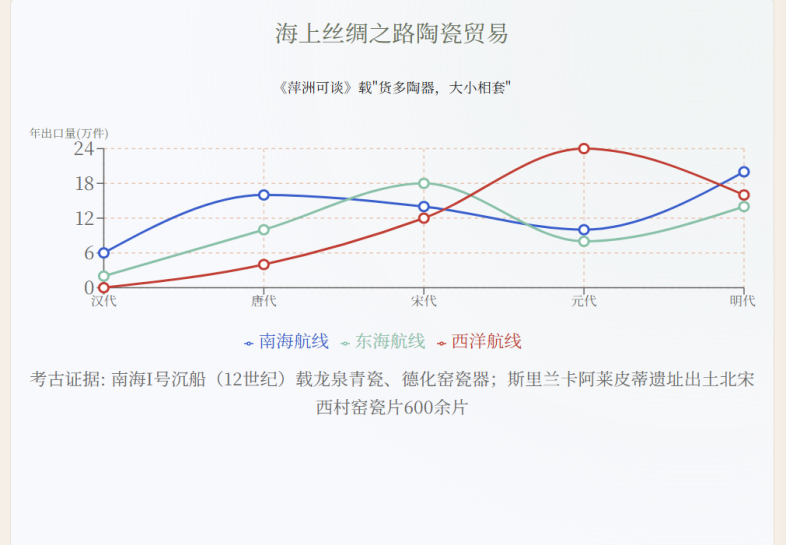 海上丝绸之路陶瓷贸易
《萍洲可谈》载"货多陶器，大小相套"
年出口量(万件)
24
18
12
6
0
汉代 唐代 宋代 元代 明代
南海航线 东海航线 西洋航线
考古证据: 南海I号沉船（12世纪）载龙泉青瓷、德化窑瓷器；斯里兰卡阿莱皮蒂遗址出土北宋
西村窑瓷片600余片